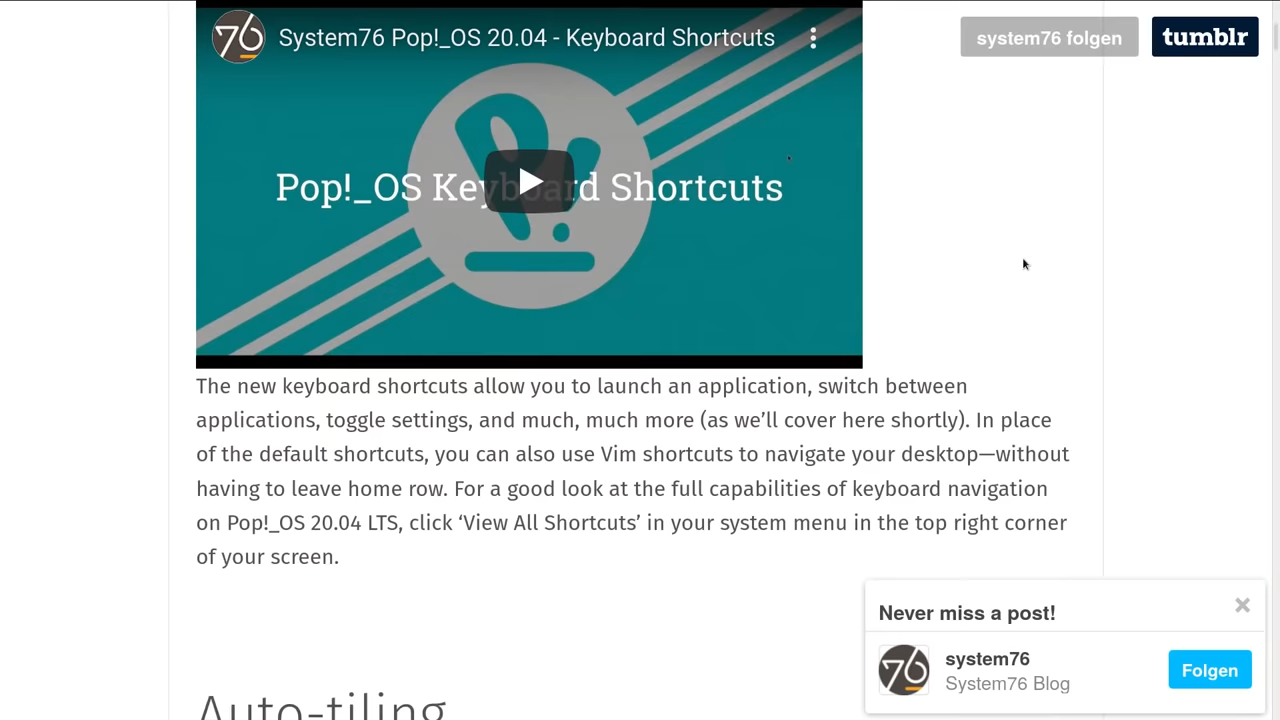 System76 Pop!_OS 20.04 - Keyboard Shortcuts
system76 folgen
tumblr
Pop!_OS Keyboard Shortcuts
The new keyboard shortcuts allow you to launch an application, switch between
applications, toggle settings, and much, much more (as we’ll cover here shortly). In place
of the default shortcuts, you can also use Vim shortcuts to navigate your desktop—without
having to leave home row. For a good look at the full capabilities of keyboard navigation
on Pop!_OS 20.04 LTS, click ‘View All Shortcuts’ in your system menu in the top right corner
of your screen.
Auto-tiling
Never miss a post!
system76
System76 Blog
Folgen